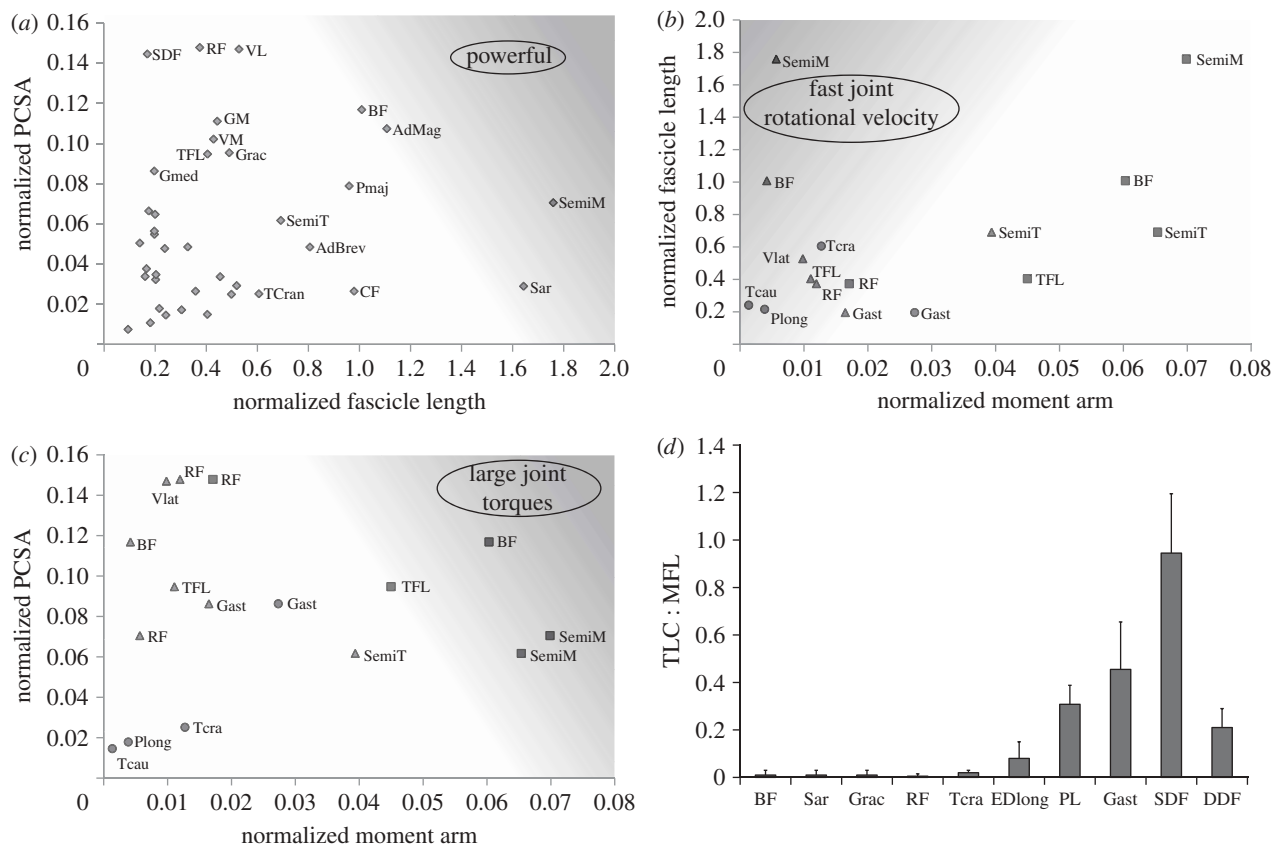 (a)
0.16
0.14
0.12
0.10
0.08
0.06
0.04
0.02
normalized PCSA
SDF
RF
VL
powerful
BF
GM
AdMag
VM
TFL
Grac
Gmed
Pmaj
SemiM
SemiT
AdBrev
TCran
CF
Sar
0 0.2 0.4 0.6 0.8 1.0 1.2 1.4 1.6 1.8 2.0
normalized fascicle length
(b)
2.0
1.8
1.6
1.4
1.2
1.0
0.8
0.6
0.4
0.2
normalized fascicle length
SemiM
SemiM
fast joint
rotational velocity
BF
BF
SemiT
SemiT
Tcra
Vlat
TFL
TFL
RF
RF
Tcau
Plong
Gast
Gast
0 0.01 0.02 0.03 0.04 0.05 0.06 0.07 0.08
normalized moment arm
(c)
0.16
0.14
0.12
0.10
0.08
0.06
0.04
0.02
normalized PCSA
RF
RF
Vlat
large joint
torques
BF
BF
TFL
TFL
Gast
Gast
RF
SemiT
SemiM
SemiM
Tcra
Plong
Tcau
0 0.01 0.02 0.03 0.04 0.05 0.06 0.07 0.08
normalized moment arm
(d)
1.4
1.2
1.0
0.8
0.6
0.4
0.2
0
TLC : MFL
BF Sar Grac RF Tcra EDlong PL Gast SDF DDF